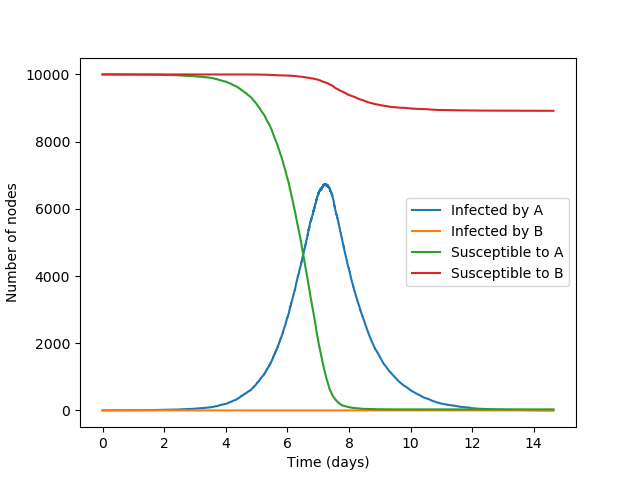 10000
8000
6000
4000
2000
0
Number of nodes
Infected by A
Infected by B
Susceptible to A
Susceptible to B
0 2 4 6 8 10 12 14
Time (days)